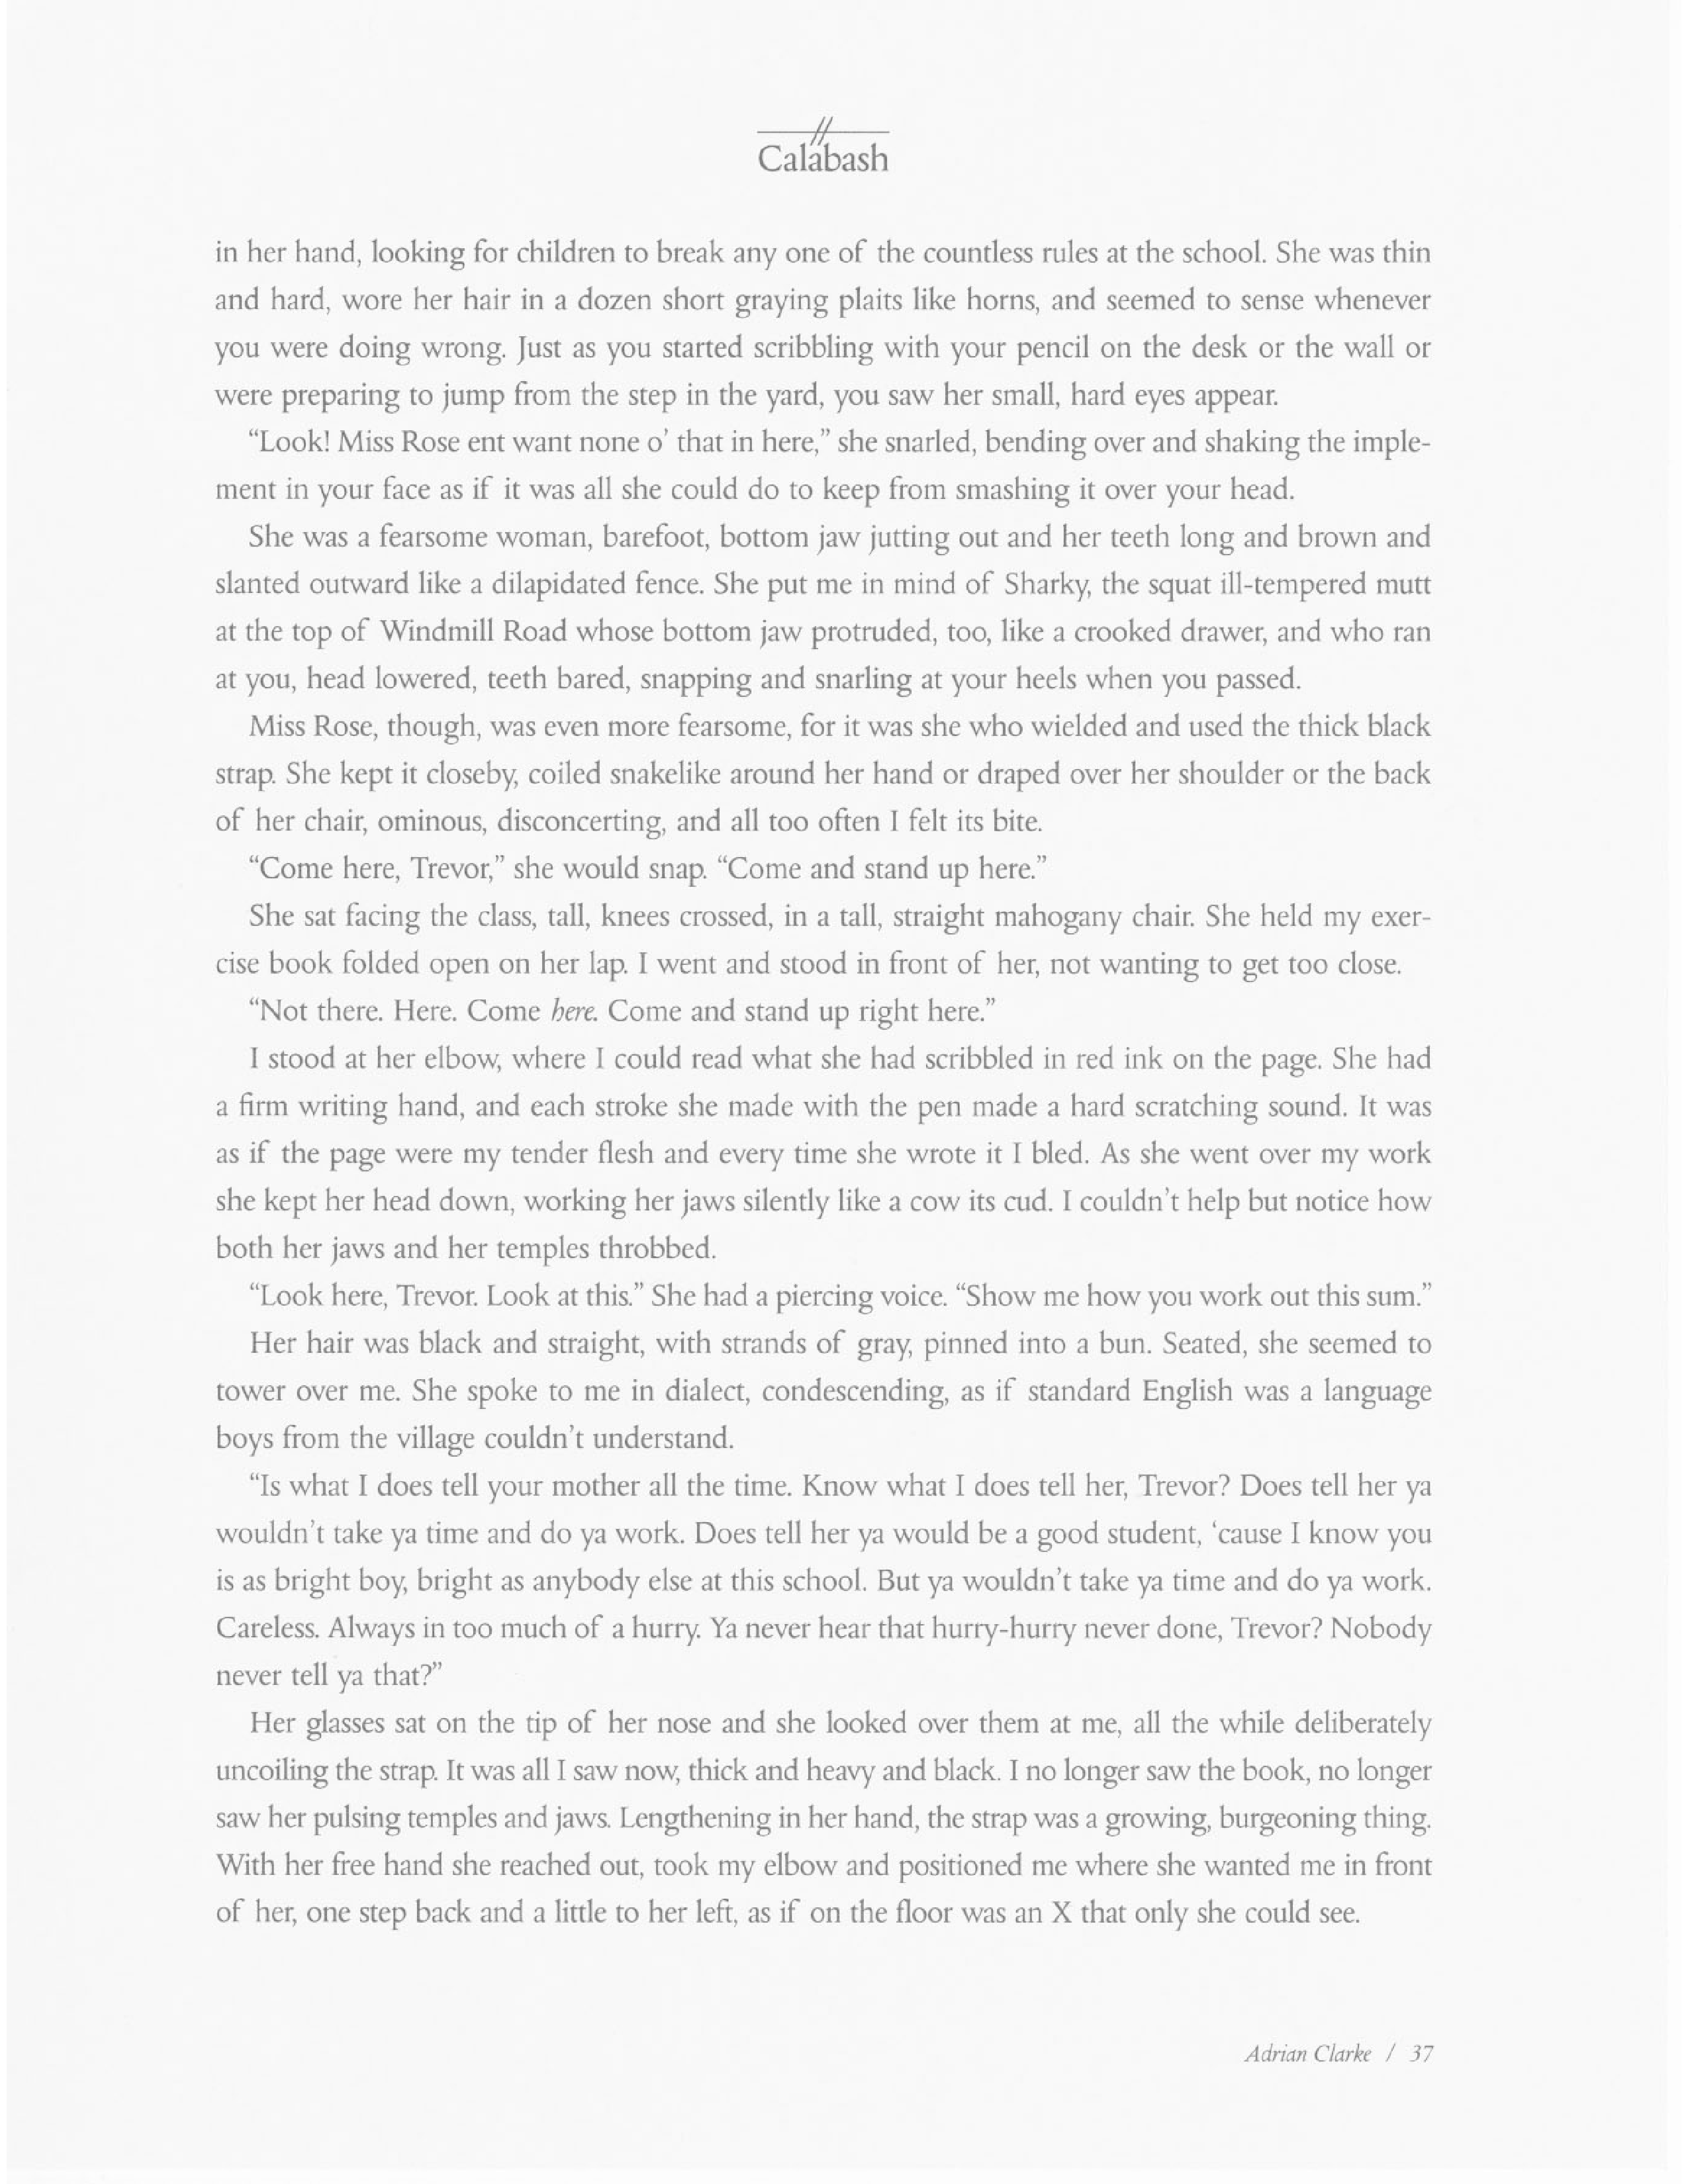 Calabash
in her hand, looking for children to break any one of the countless rules at the school. She was thin
and hard, wore her hair in a dozen short graying plaits like horns, and seemed to sense whenever
you were doing wrong. Just as you started scribbling with your pencil on the desk or the wall or
were preparing to jump from the step in the yard, you saw her small, hard eyes appear.
“Look! Miss Rose ent want none o’ that in here,” she snarled, bending over and shaking the imple-
ment in your face as if it was all she could do to keep from smashing it over your head.
She was a fearsome woman, barefoot, bottom jaw jutting out and her teeth long and brown and
slanted outward like a dilapidated fence. She put me in mind of Sharky, the squat ill-tempered mutt
at the top of Windmill Road whose bottom jaw protruded, too, like a crooked drawer, and who ran
at you, head lowered, teeth bared, snapping and snarling at your heels when you passed.
Miss Rose, though, was even more fearsome, for it was she who wielded and used the thick black
strap. She kept it closeby, coiled snakelike around her hand or draped over her shoulder or the back
of her chair, ominous, disconcerting, and all too often I felt its bite.
“Come here, Trevor,” she would snap. “Come and stand up here.”
She sat facing the class, tall, knees crossed, in a tall, straight mahogany chair. She held my exer-
cise book folded open on her lap. I went and stood in front of her, not wanting to get too close.
“Not there. Here. Come here. Come and stand up right here.”
I stood at her elbow, where I could read what she had scribbled in red ink on the page. She had
a firm writing hand, and each stroke she made with the pen made a hard scratching sound. It was
as if the page were my tender flesh and every time she wrote it I bled. As she went over my work
she kept her head down, working her jaws silently like a cow its cud. I couldn’t help but notice how
both her jaws and her temples throbbed.
“Look here, Trevor. Look at this.” She had a piercing voice. “Show me how you work out this sum.”
Her hair was black and straight, with strands of gray, pinned into a bun. Seated, she seemed to
tower over me. She spoke to me in dialect, condescending, as if standard English was a language
boys from the village couldn’t understand.
“Is what I does tell your mother all the time. Know what I does tell her, Trevor? Does tell her ya
wouldn’t take ya time and do ya work. Does tell her ya would be a good student, ‘cause I know you
is as bright boy, bright as anybody else at this school. But ya wouldn’t take ya time and do ya work.
Careless. Always in too much of a hurry. Ya never hear that hurry-hurry never done, Trevor? Nobody
never tell ya that?”
Her glasses sat on the tip of her nose and she looked over them at me, all the while deliberately
uncoiling the strap. It was all I saw now, thick and heavy and black. I no longer saw the book, no longer
saw her pulsing temples and jaws. Lengthening in her hand, the strap was a growing, burgeoning thing.
With her free hand she reached out, took my elbow and positioned me where she wanted me in front
of her, one step back and a little to her left, as if on the floor was an X that only she could see.
Adrian Clarke / 37